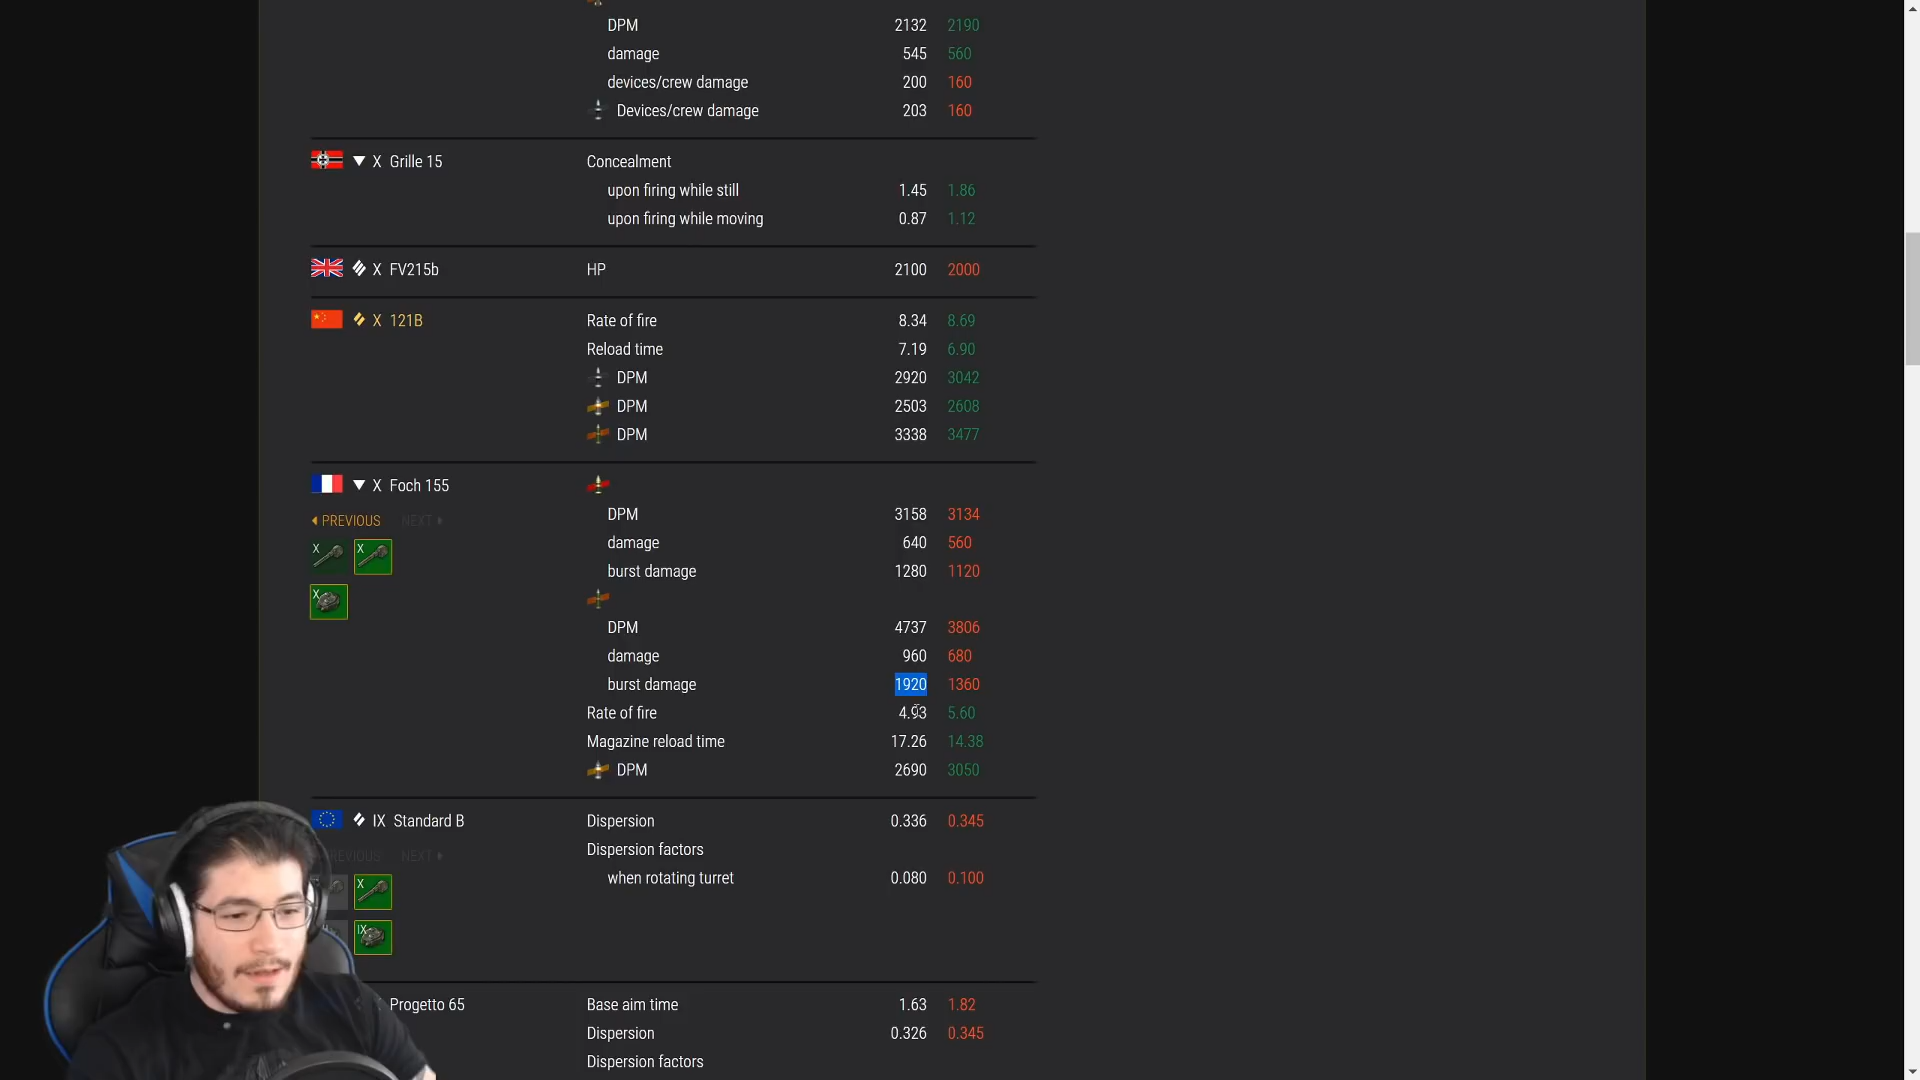 DPM 2132 2190
damage 545 560
devices/crew damage 200 160
Devices/crew damage 203 160
X Grille 15 Concealment
upon firing while still 1.45 1.86
upon firing while moving 0.87 1.12
X FV215b HP 2100 2000
X 121B Rate of fire 8.34 8.69
Reload time 7.19 6.90
DPM 2920 3042
DPM 2503 2608
DPM 3338 3477
X Foch 155
PREVIOUS NEXT
DPM 3158 3134
damage 640 560
X X
burst damage 1280 1120
X
DPM 4737 3806
damage 960 680
burst damage 1920 1360
Rate of fire 4.93 5.60
Magazine reload time 17.26 14.38
DPM 2690 3050
IX Standard B Dispersion 0.336 0.345
Dispersion factors
NEXT
when rotating turret 0.080 0.100
X
IX
Progetto 65 Base aim time 1.63 1.82
Dispersion 0.326 0.345
Dispersion factors